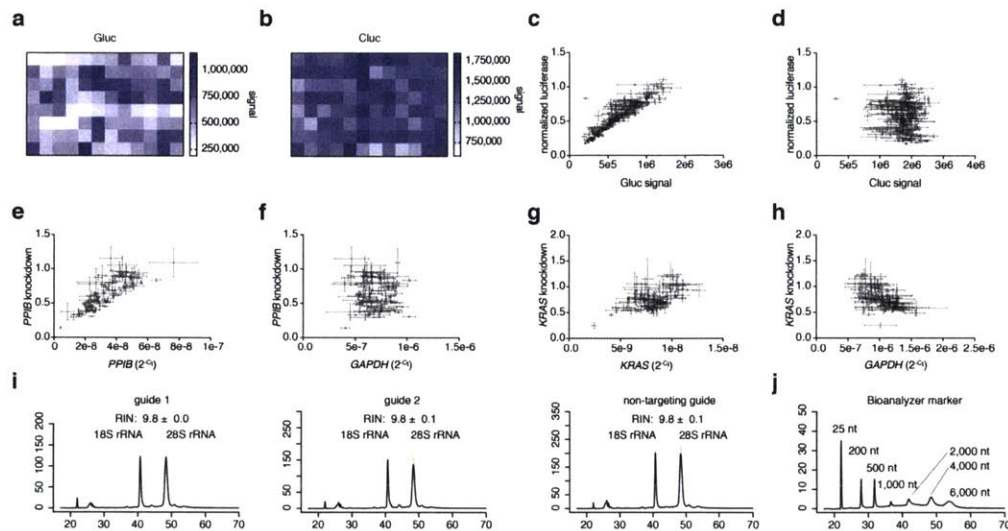 a
Gluc
1,000,000
750,000
500,000
250,000
signal
b
Cluc
1,750,000
1,500,000
1,250,000
1,000,000
750,000
signal
c
normalized luciferase
1.5
1.0
0.5
0
0 5e5 1e6 2e6 3e6
Gluc signal
d
normalized luciferase
1.5
1.0
0.5
0
0 5e5 2e6 3e6 4e6
Cluc signal
e
PPIB knockdown
1.5
1.0
0.5
0.0
0 2e-8 4e-8 6e-8 8e-8 1e-7
PPIB (2-Ct)
f
PPIB knockdown
1.5
1.0
0.5
0.0
0 5e-7 1e-6 1.5e-6
GAPDH (2-Ct)
g
KRAS knockdown
2.0
1.5
1.0
0.5
0
0 5e-9 1e-8 1.5e-8
KRAS (2-Ct)
h
KRAS knockdown
2.0
1.5
1.0
0.5
0
0 5e-7 1e-6 1.5e-6 2e-6 2.5e-6
GAPDH (2-Ct)
i
guide 1
RIN: 9.8 ± 0.0
18S rRNA 28S rRNA
200
150
100
50
0
20 30 40 50 60 70
guide 2
RIN: 9.8 ± 0.1
18S rRNA 28S rRNA
250
150
50
0
20 30 40 50 60 70
non-targeting guide
RIN: 9.8 ± 0.1
18S rRNA 28S rRNA
300
200
100
0
20 30 40 50 60 70
j
Bioanalyzer marker
50
40
30
20
10
0
25 nt
200 nt
500 nt
1,000 nt
2,000 nt
4,000 nt
6,000 nt
20 30 40 50 60 70